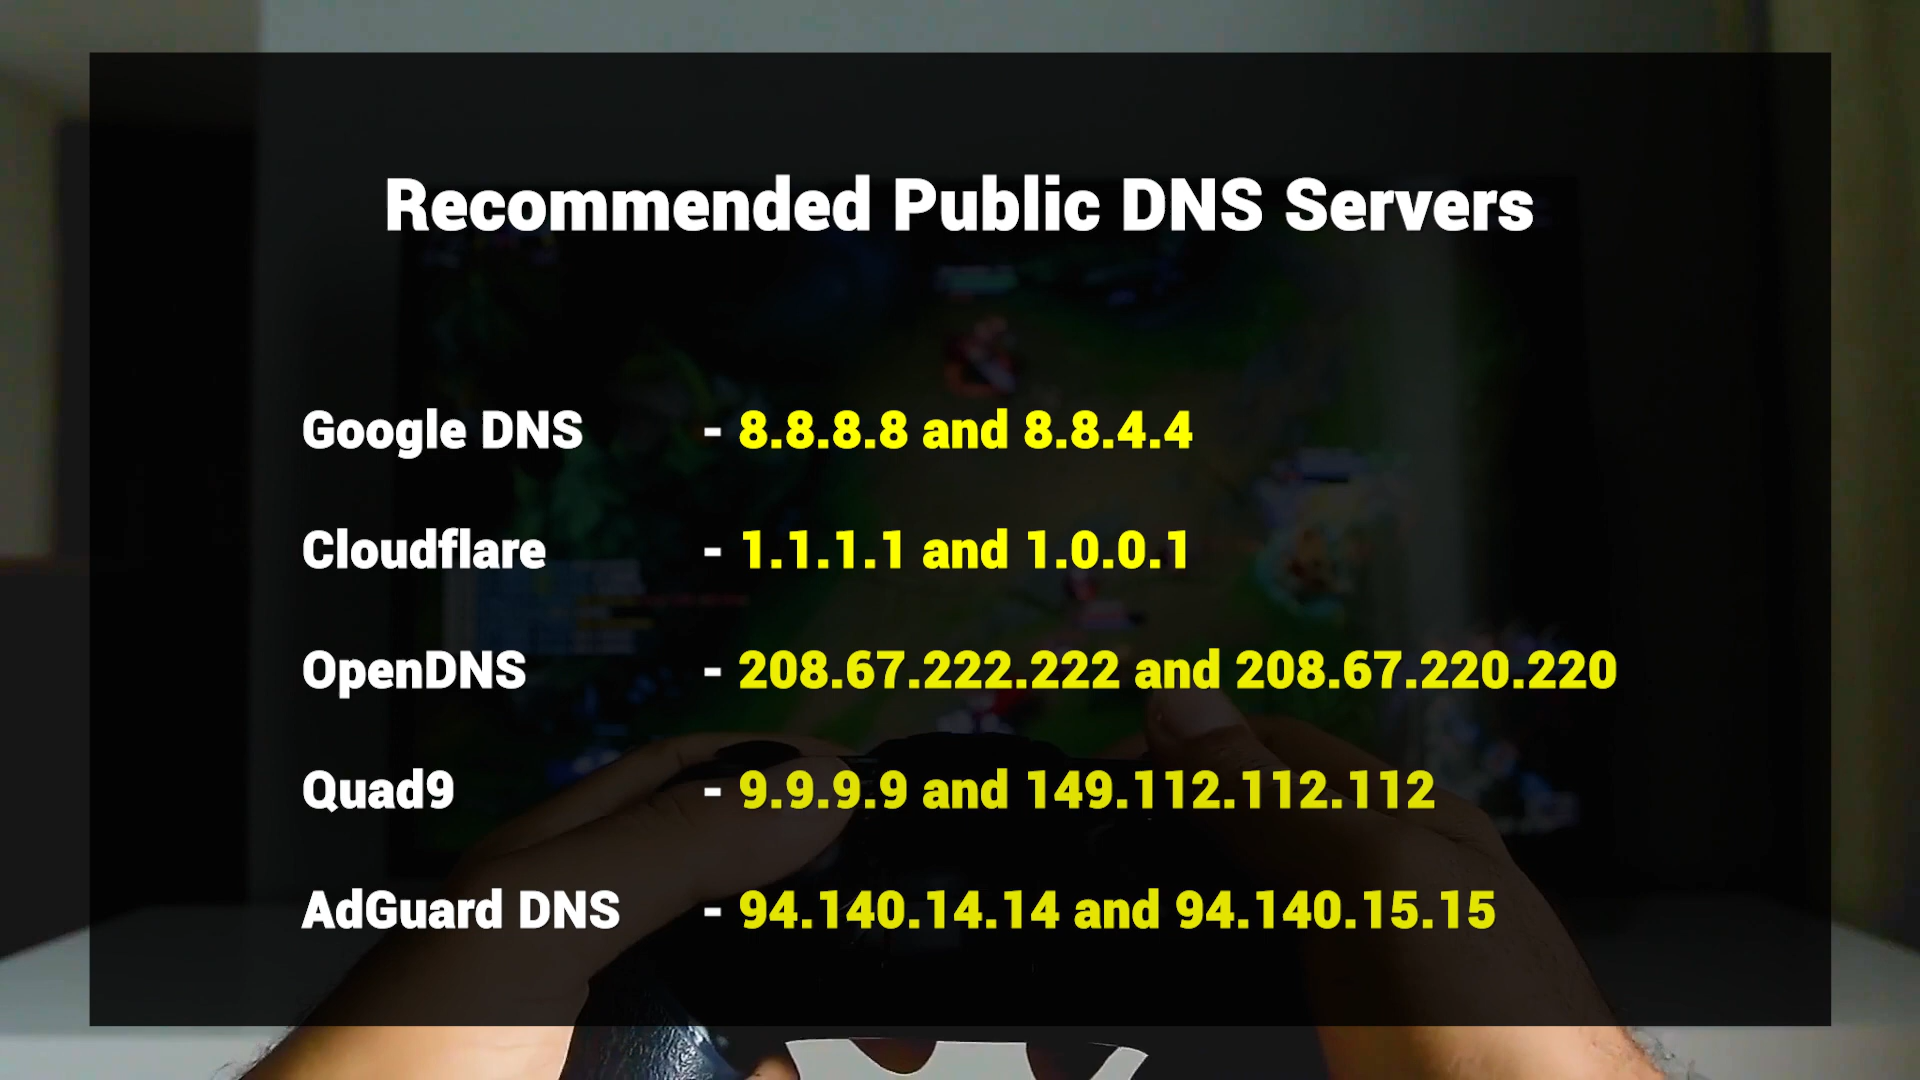 Recommended Public DNS Servers
Google DNS - 8.8.8.8 and 8.8.4.4
Cloudflare - 1.1.1.1 and 1.0.0.1
OpenDNS - 208.67.222.222 and 208.67.220.220
Quad9 - 9.9.9.9 and 149.112.112.112
AdGuard DNS - 94.140.14.14 and 94.140.15.15